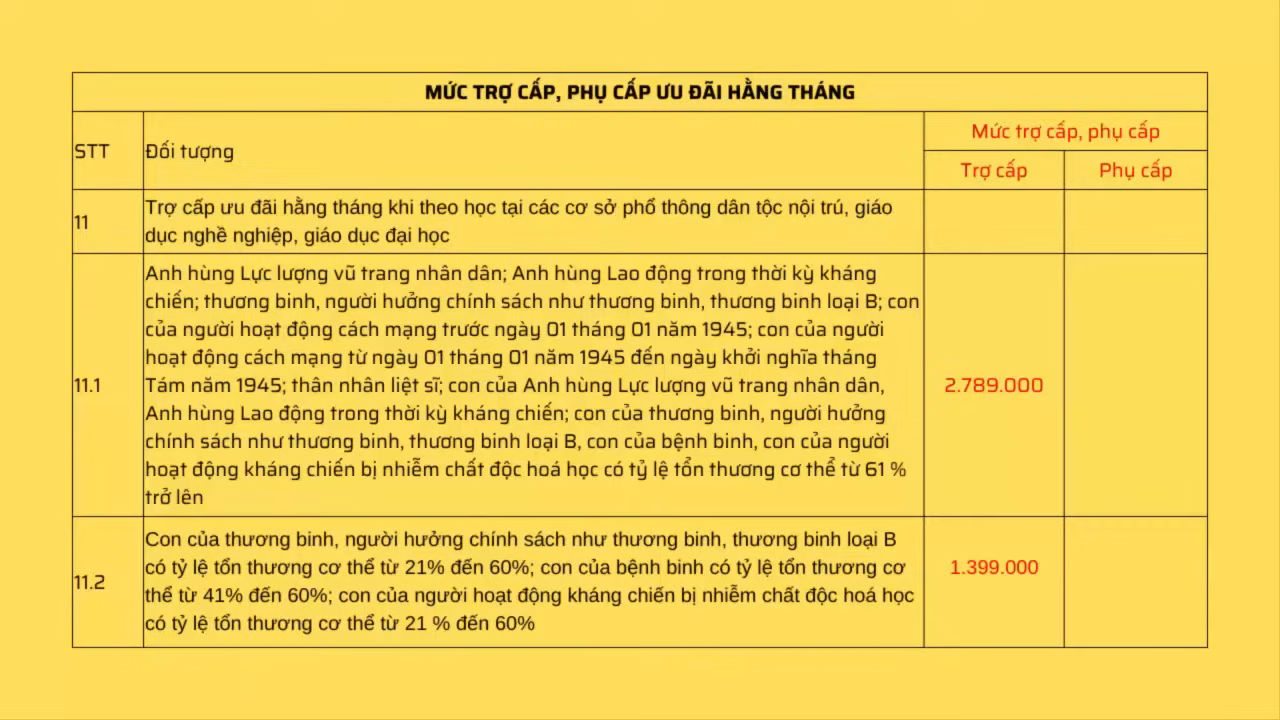 MỨC TRỢ CẤP, PHỤ CẤP ƯU ĐÃI HẰNG THÁNG
STT
Đối tượng
Mức trợ cấp, phụ cấp
Trợ cấp
Phụ cấp
11
Trợ cấp ưu đãi hằng tháng khi theo học tại các cơ sở phổ thông dân tộc nội trú, giáo
dục nghề nghiệp, giáo dục đại học
11.1
Anh hùng Lực lượng vũ trang nhân dân; Anh hùng Lao động trong thời kỳ kháng
chiến; thương binh, người hưởng chính sách như thương binh, thương binh loại B; con
của người hoạt động cách mạng trước ngày 01 tháng 01 năm 1945; con của người
hoạt động cách mạng từ ngày 01 tháng 01 năm 1945 đến ngày khởi nghĩa tháng
Tám năm 1945; thân nhân liệt sĩ; con của Anh hùng Lực lượng vũ trang nhân dân,
Anh hùng Lao động trong thời kỳ kháng chiến; con của thương binh, người hưởng
chính sách như thương binh, thương binh loại B, con của bệnh binh, con của người
hoạt động kháng chiến bị nhiễm chất độc hoá học có tỷ lệ tổn thương cơ thể từ 61 %
trở lên
2.789.000
11.2
Con của thương binh, người hưởng chính sách như thương binh, thương binh loại B
có tỷ lệ tổn thương cơ thể từ 21% đến 60%; con của bệnh binh có tỷ lệ tổn thương cơ
thể từ 41% đến 60%; con của người hoạt động kháng chiến bị nhiễm chất độc hoá học
có tỷ lệ tổn thương cơ thể từ 21 % đến 60%
1.399.000